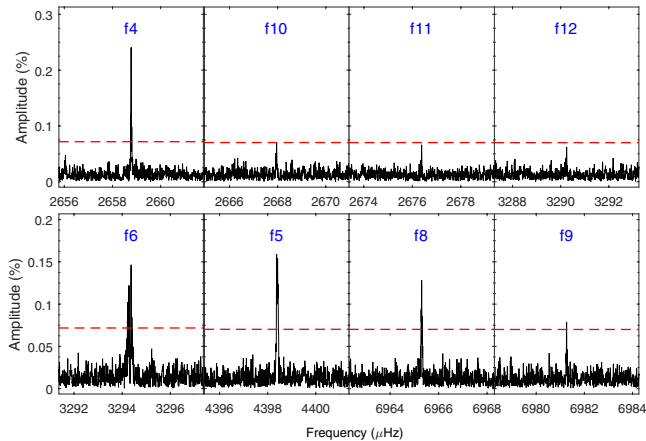 f4 f10 f11 f12
0.3
0.2
0.1
0
Amplitude (%)
2656 2658 2660 2666 2668 2670 2674 2676 2678 3288 3290 3292
f6 f5 f8 f9
0.2
0.15
0.1
0.05
0
Amplitude (%)
3292 3294 3296 4396 4398 4400 6964 6966 6968 6980 6982 6984
Frequency (μHz)